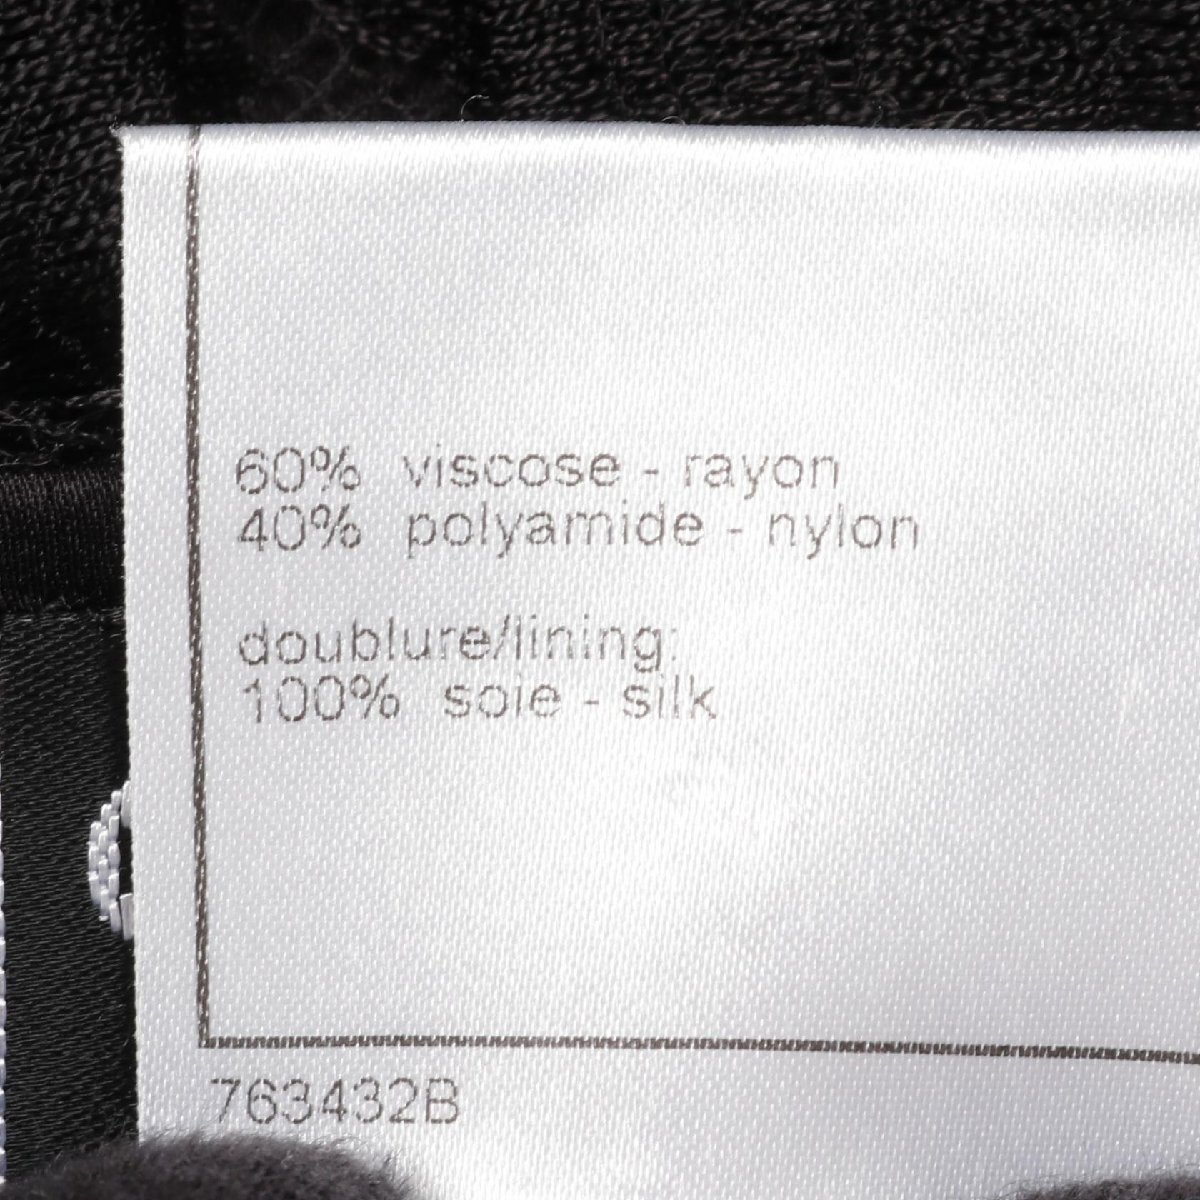 60% viscose - rayon
40% polyamide - nylon
doublure/lining:
100% soie - silk
763432B